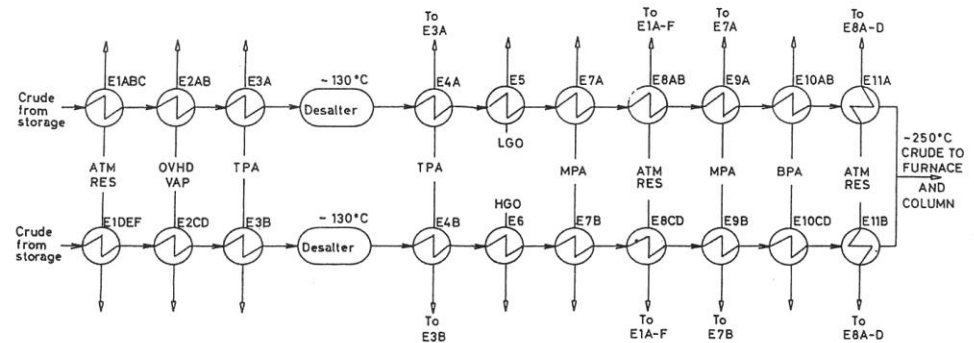 To
E3A
To
E1A-F
To
E7A
To
E8A-D
E1ABC
E2AB
E3A
~130°C
E4A
E5
E7A
E8AB
E9A
E10AB
E11A
Crude
from
storage
Desalter
LGO
ATM
RES
OVHD
VAP
TPA
TPA
MPA
ATM
RES
MPA
BPA
ATM
RES
~250°C
CRUDE TO
FURNACE
AND
COLUMN
HGO
E1DEF
E2CD
E3B
~130°C
E4B
E6
E7B
E8CD
E9B
E10CD
E11B
Crude
from
storage
Desalter
To
E3B
To
E1A-F
To
E7B
To
E8A-D